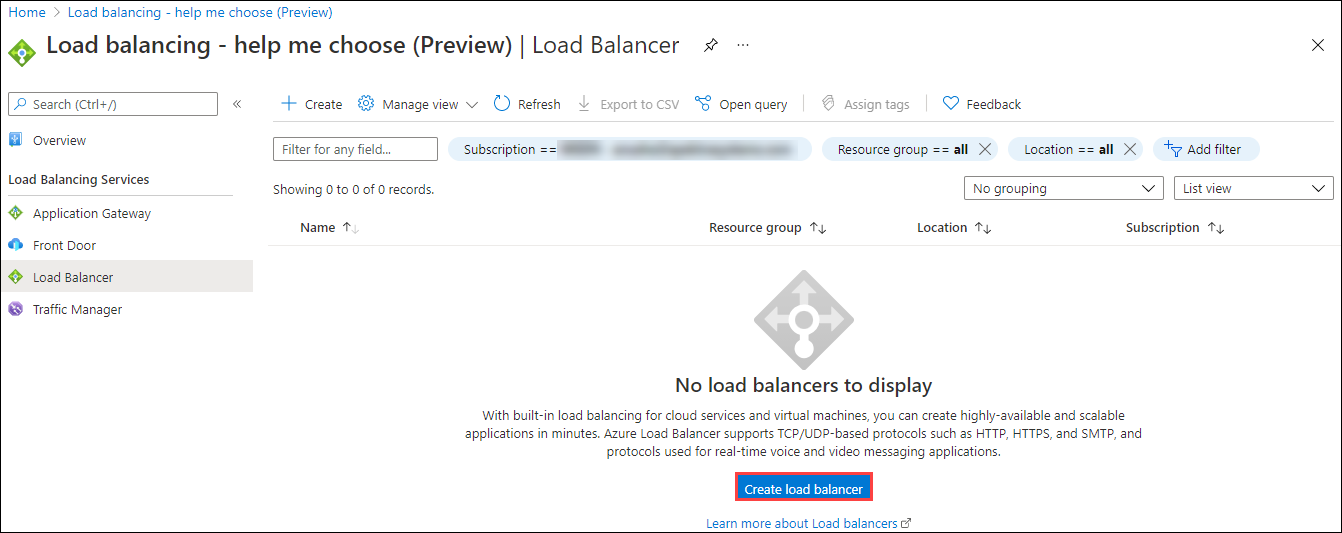 Home > Load balancing - help me choose (Preview)
Load balancing - help me choose (Preview) | Load Balancer ...
Search (Ctrl+/) «
+ Create Manage view Refresh Export to CSV Open query Assign tags Feedback
Overview
Filter for any field... Subscription == Resource group == all Location == all Add filter
Load Balancing Services
Showing 0 to 0 of 0 records. No grouping List view
Application Gateway
Name ↑↓ Resource group ↑↓ Location ↑↓ Subscription ↑↓
Front Door
Load Balancer
Traffic Manager
No load balancers to display
With built-in load balancing for cloud services and virtual machines, you can create highly-available and scalable
applications in minutes. Azure Load Balancer supports TCP/UDP-based protocols such as HTTP, HTTPS, and SMTP, and
protocols used for real-time voice and video messaging applications.
Create load balancer
Learn more about Load balancers